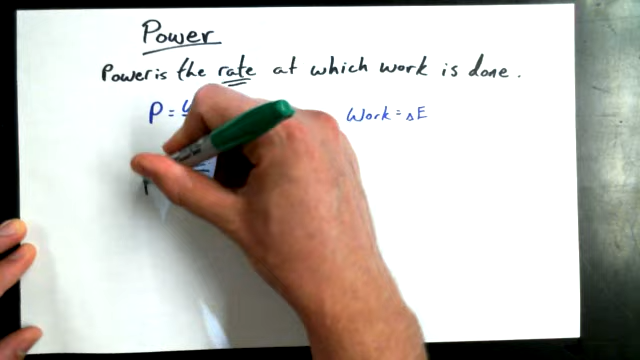 Power
Power is the rate at which work is done.
P =
Work = ΔE